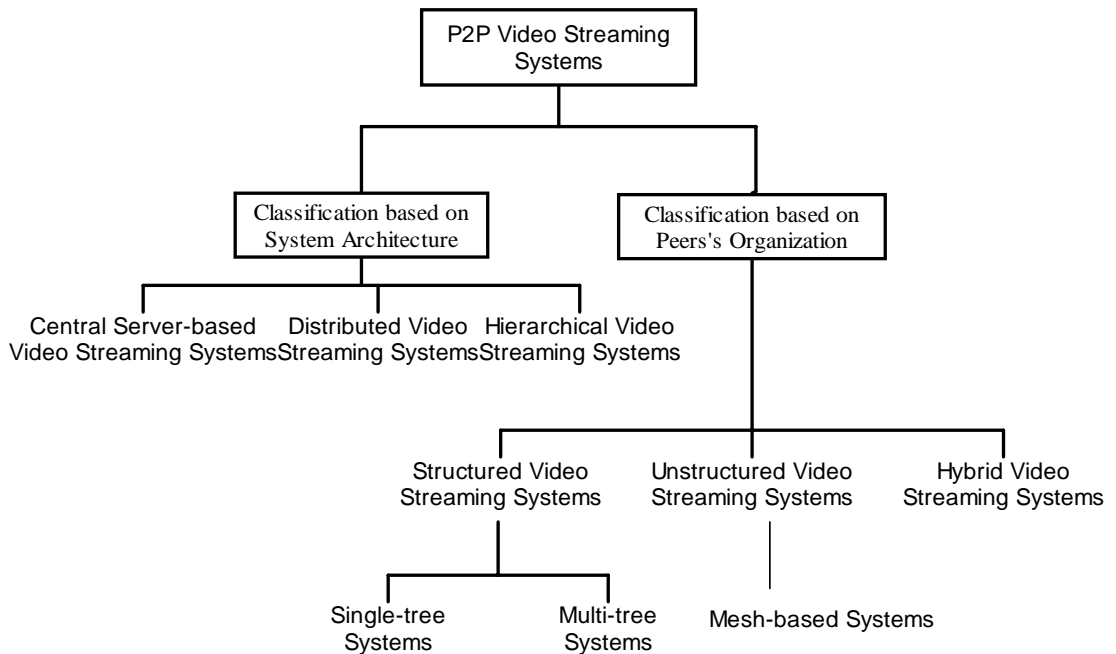 P2P Video Streaming
Systems
Classification based on
System Architecture
Classification based on
Peers's Organization
Central Server-based
Video Streaming Systems
Distributed Video
Streaming Systems
Hierarchical Video
Streaming Systems
Structured Video
Streaming Systems
Unstructured Video
Streaming Systems
Hybrid Video
Streaming Systems
Single-tree
Systems
Multi-tree
Systems
Mesh-based Systems